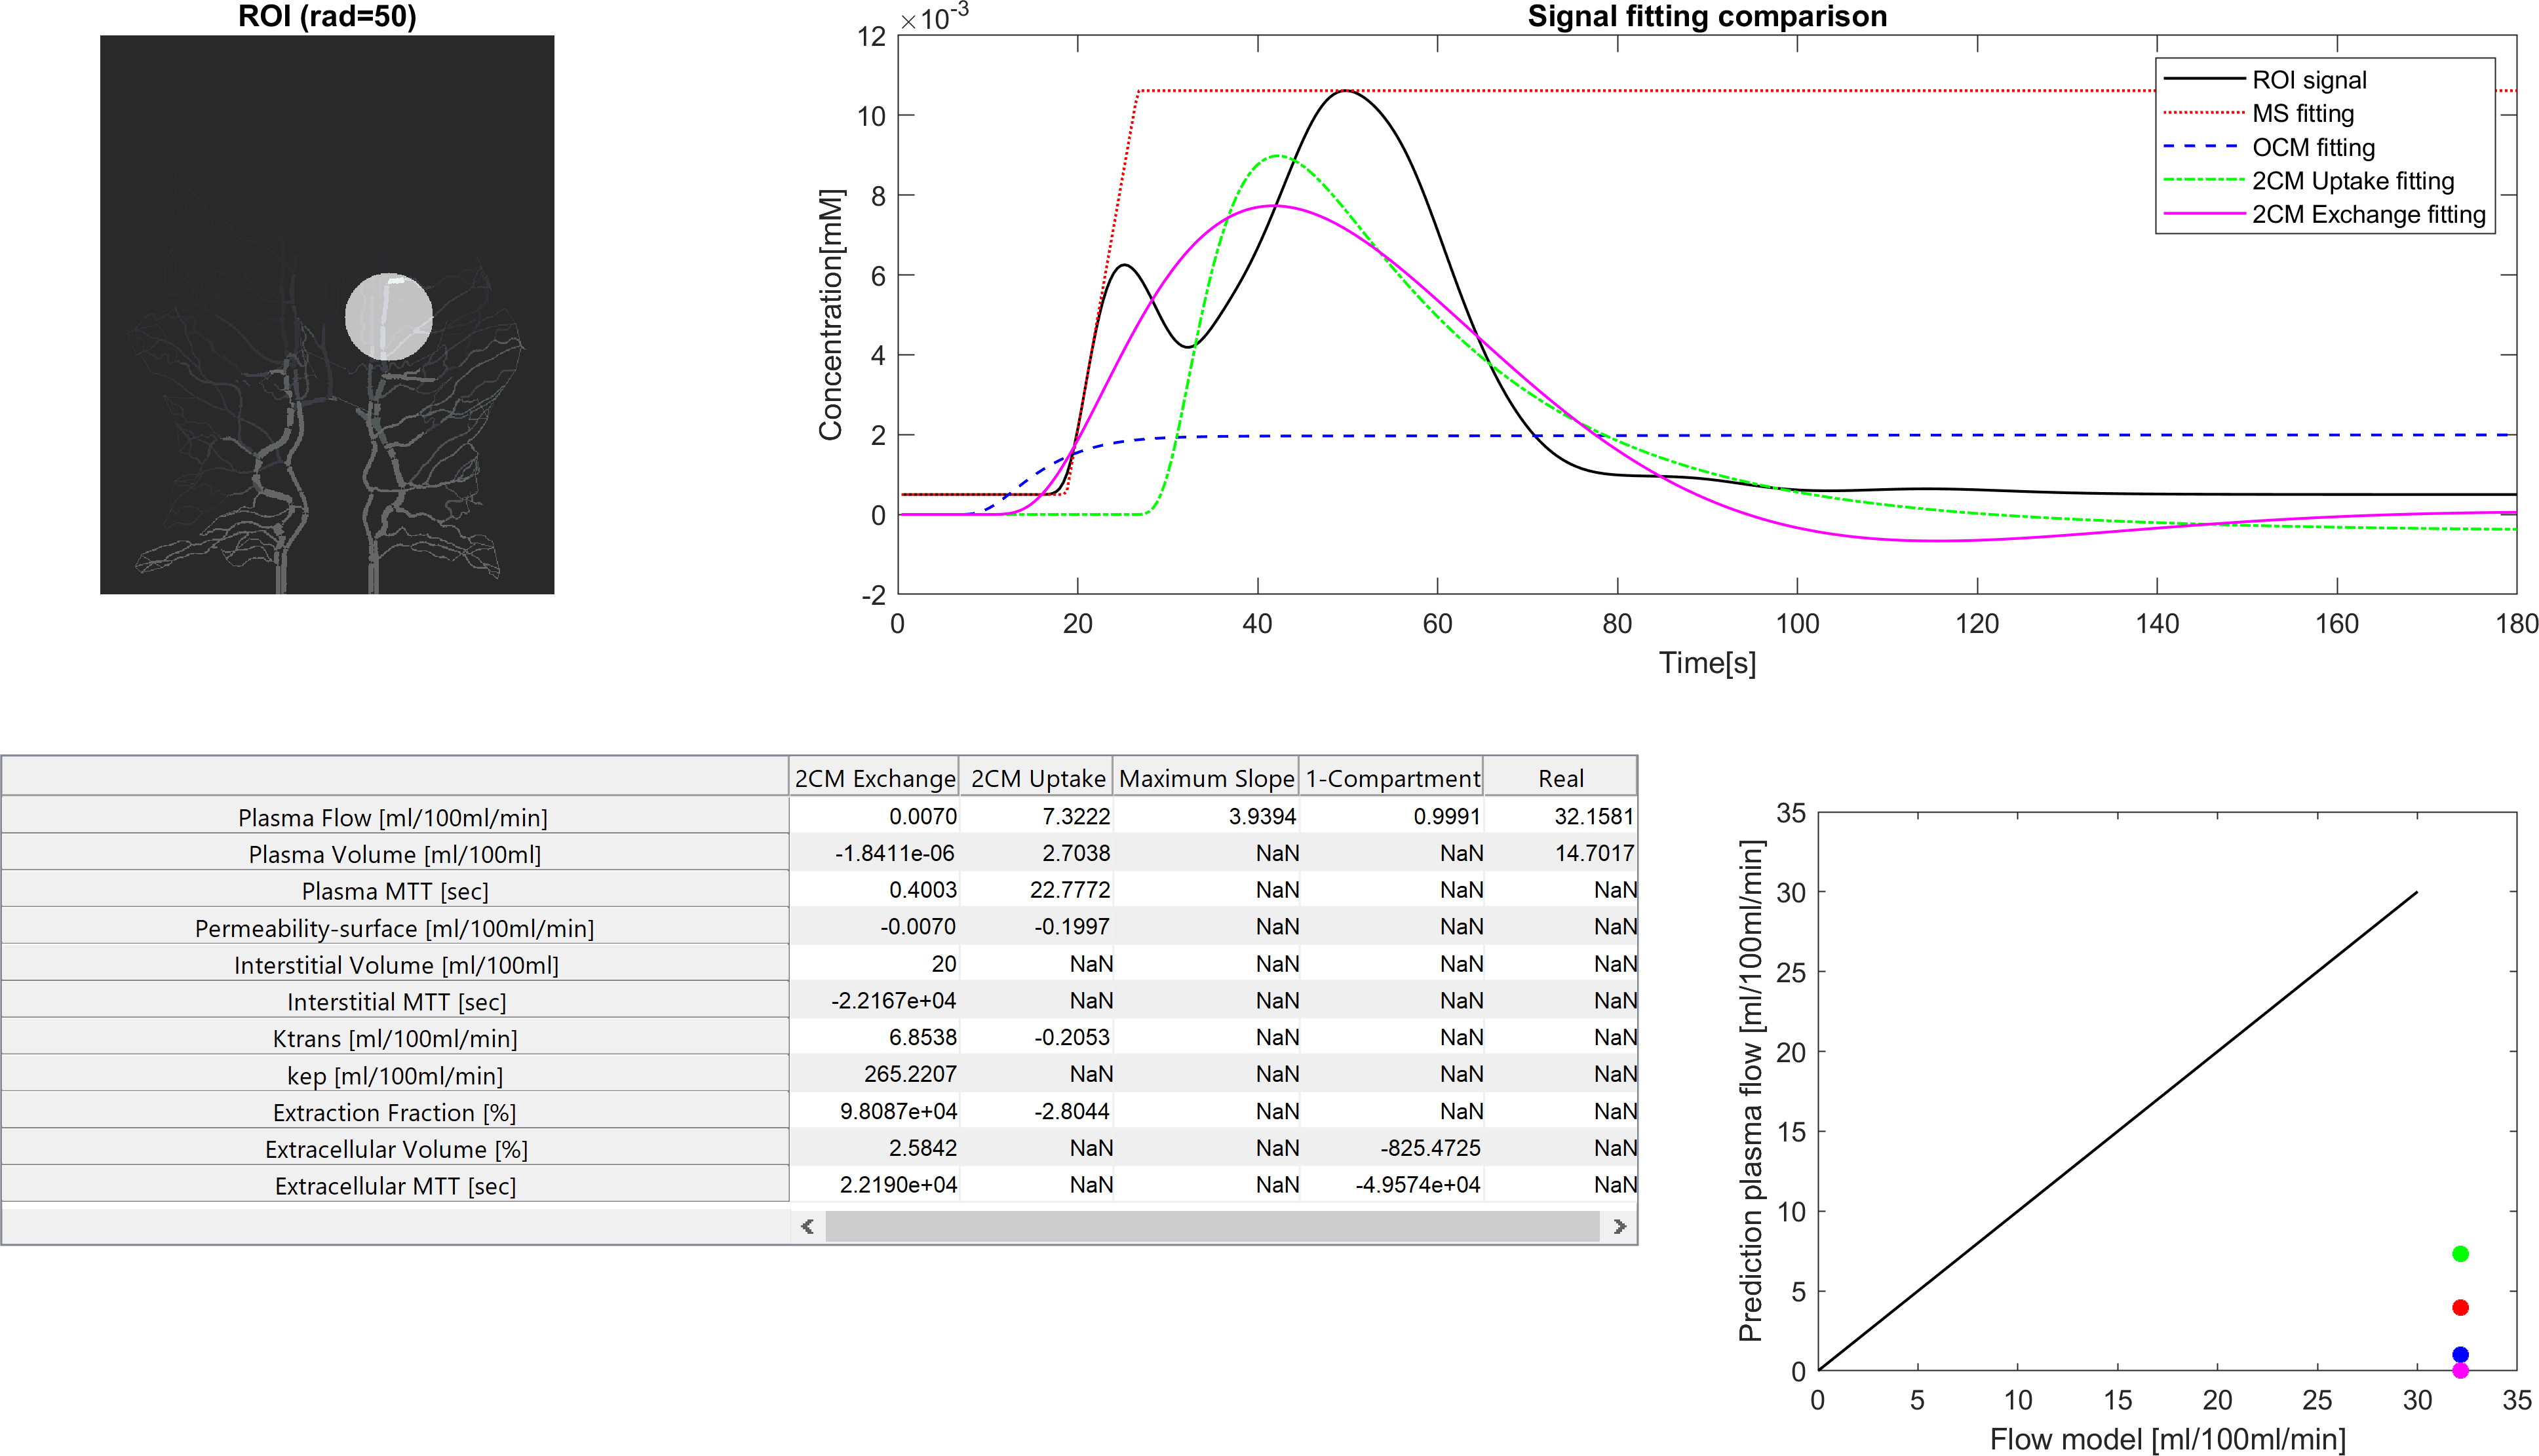 ROI (rad=50)
Signal fitting comparison
×10-3
12
10
8
6
4
2
0
-2
Concentration[mM]
0 20 40 60 80 100 120 140 160 180
Time[s]
ROI signal
MS fitting
OCM fitting
2CM Uptake fitting
2CM Exchange fitting
2CM Exchange 2CM Uptake Maximum Slope 1-Compartment Real
Plasma Flow [ml/100ml/min] 0.0070 7.3222 3.9394 0.9991 32.1581
Plasma Volume [ml/100ml] -1.8411e-06 2.7038 NaN NaN 14.7017
Plasma MTT [sec] 0.4003 22.7772 NaN NaN NaN
Permeability-surface [ml/100ml/min] -0.0070 -0.1997 NaN NaN NaN
Interstitial Volume [ml/100ml] 20 NaN NaN NaN NaN
Interstitial MTT [sec] -2.2167e+04 NaN NaN NaN NaN
Ktrans [ml/100ml/min] 6.8538 -0.2053 NaN NaN NaN
kep [ml/100ml/min] 265.2207 NaN NaN NaN NaN
Extraction Fraction [%] 9.8087e+04 -2.8044 NaN NaN NaN
Extracellular Volume [%] 2.5842 NaN NaN -825.4725 NaN
Extracellular MTT [sec] 2.2190e+04 NaN NaN -4.9574e+04 NaN
35
30
25
20
15
10
5
0
Prediction plasma flow [ml/100ml/min]
0 5 10 15 20 25 30 35
Flow model [ml/100ml/min]